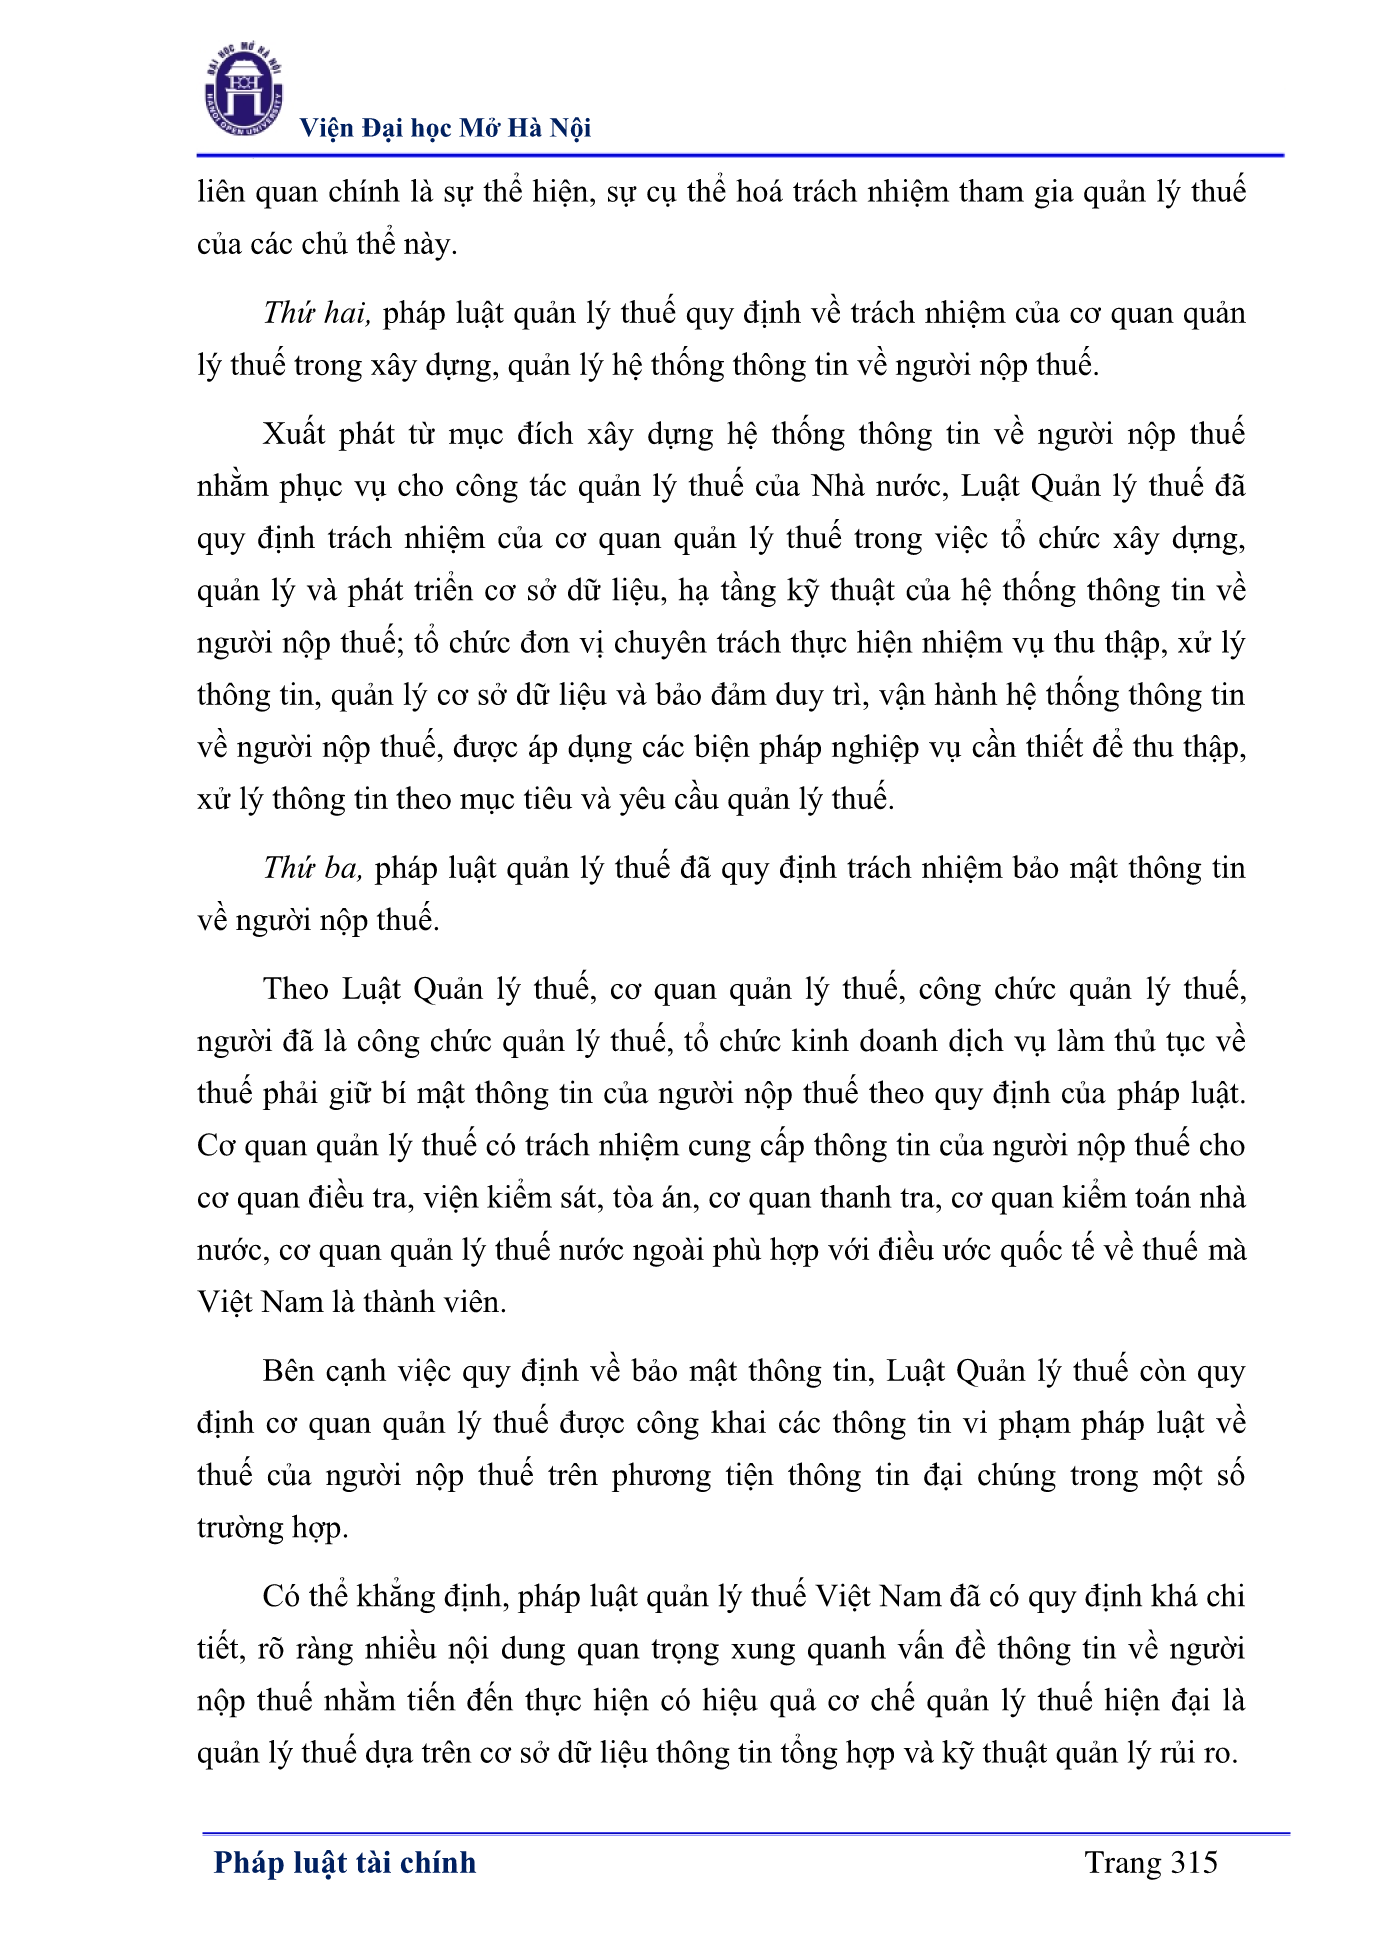 ĐẠI HỌC MỞ HÀ NỘI
HANOI OPEN UNIVERSITY
Viện Đại học Mở Hà Nội
liên quan chính là sự thể hiện, sự cụ thể hoá trách nhiệm tham gia quản lý thuế
của các chủ thể này.
Thứ hai, pháp luật quản lý thuế quy định về trách nhiệm của cơ quan quản
lý thuế trong xây dựng, quản lý hệ thống thông tin về người nộp thuế.
Xuất phát từ mục đích xây dựng hệ thống thông tin về người nộp thuế
nhằm phục vụ cho công tác quản lý thuế của Nhà nước, Luật Quản lý thuế đã
quy định trách nhiệm của cơ quan quản lý thuế trong việc tổ chức xây dựng,
quản lý và phát triển cơ sở dữ liệu, hạ tầng kỹ thuật của hệ thống thông tin về
người nộp thuế; tổ chức đơn vị chuyên trách thực hiện nhiệm vụ thu thập, xử lý
thông tin, quản lý cơ sở dữ liệu và bảo đảm duy trì, vận hành hệ thống thông tin
về người nộp thuế, được áp dụng các biện pháp nghiệp vụ cần thiết để thu thập,
xử lý thông tin theo mục tiêu và yêu cầu quản lý thuế.
Thứ ba, pháp luật quản lý thuế đã quy định trách nhiệm bảo mật thông tin
về người nộp thuế.
Theo Luật Quản lý thuế, cơ quan quản lý thuế, công chức quản lý thuế,
người đã là công chức quản lý thuế, tổ chức kinh doanh dịch vụ làm thủ tục về
thuế phải giữ bí mật thông tin của người nộp thuế theo quy định của pháp luật.
Cơ quan quản lý thuế có trách nhiệm cung cấp thông tin của người nộp thuế cho
cơ quan điều tra, viện kiểm sát, tòa án, cơ quan thanh tra, cơ quan kiểm toán nhà
nước, cơ quan quản lý thuế nước ngoài phù hợp với điều ước quốc tế về thuế mà
Việt Nam là thành viên.
Bên cạnh việc quy định về bảo mật thông tin, Luật Quản lý thuế còn quy
định cơ quan quản lý thuế được công khai các thông tin vi phạm pháp luật về
thuế của người nộp thuế trên phương tiện thông tin đại chúng trong một số
trường hợp.
Có thể khẳng định, pháp luật quản lý thuế Việt Nam đã có quy định khá chi
tiết, rõ ràng nhiều nội dung quan trọng xung quanh vấn đề thông tin về người
nộp thuế nhằm tiến đến thực hiện có hiệu quả cơ chế quản lý thuế hiện đại là
quản lý thuế dựa trên cơ sở dữ liệu thông tin tổng hợp và kỹ thuật quản lý rủi ro.
Pháp luật tài chính
Trang 315